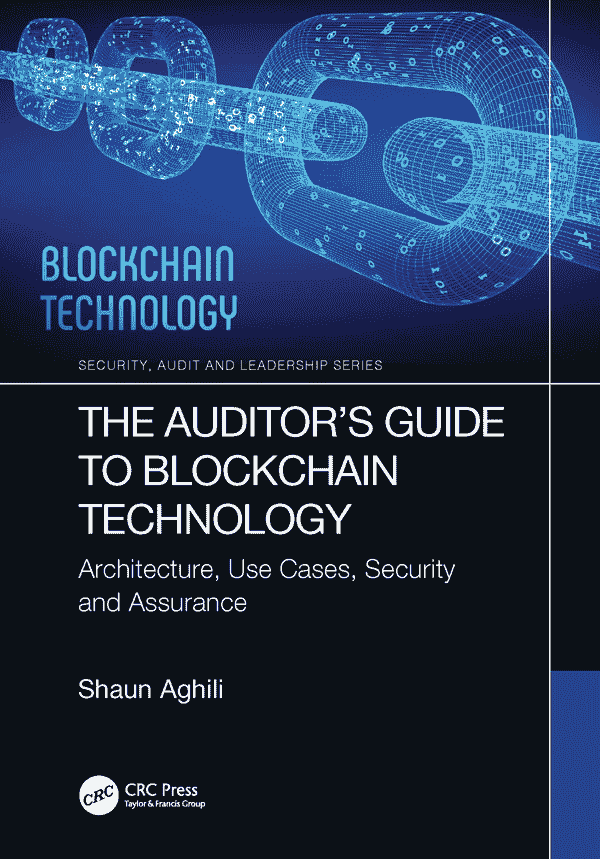 BLOCKCHAIN
TECHNOLOGY
SECURITY, AUDIT AND LEADERSHIP SERIES
THE AUDITOR'S GUIDE
TO BLOCKCHAIN
TECHNOLOGY
Architecture, Use Cases, Security
and Assurance
Shaun Aghili
CRC
CRC Press
Taylor & Francis Group